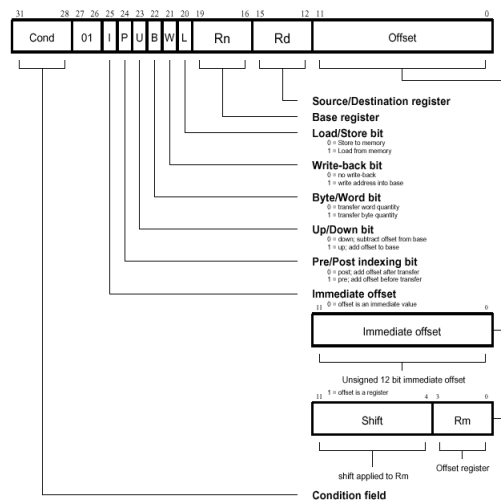 31 28 27 26 25 24 23 22 21 20 19 16 15 12 11 0
Cond 01 I P U B W L Rn Rd Offset
Source/Destination register
Base register
Load/Store bit
0 = Store to memory
1 = Load from memory
Write-back bit
0 = no write-back
1 = write address into base
Byte/Word bit
0 = transfer word quantity
1 = transfer byte quantity
Up/Down bit
0 = down; subtract offset from base
1 = up; add offset to base
Pre/Post indexing bit
0 = post; add offset after transfer
1 = pre; add offset before transfer
Immediate offset
0 = offset is an immediate value
11 0
Immediate offset
Unsigned 12 bit immediate offset
1 = offset is a register
11 4 3 0
Shift Rm
shift applied to Rm Offset register
Condition field